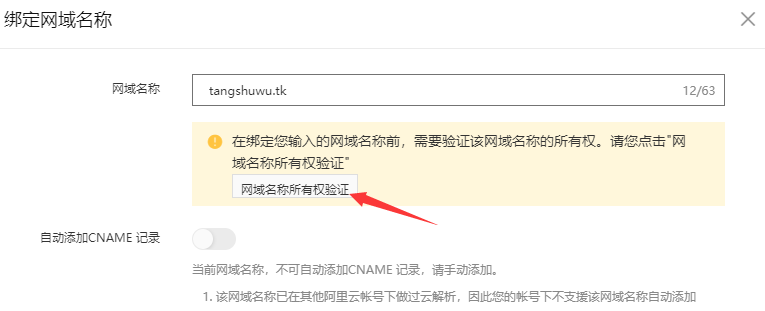 绑定网域名称
网域名称
tangshuwu.tk
12/63
在绑定您输入的网域名称前，需要验证该网域名称的所有权。请您点击"网
域名称所有权验证"
网域名称所有权验证
自动添加CNAME 记录
当前网域名称，不可自动添加CNAME 记录，请手动添加。
1. 该网域名称已在其他阿里云帐号下做过云解析，因此您的帐号下不支援该网域名称自动添加